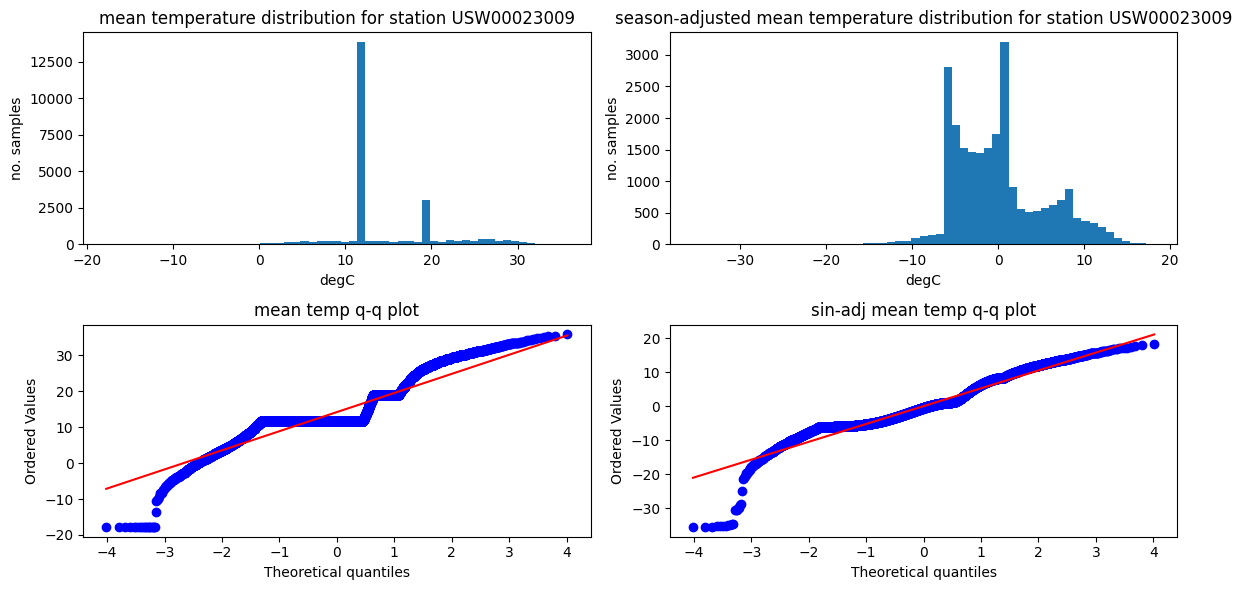 mean temperature distribution for station USW00023009
no. samples
12500
10000
7500
5000
2500
0
−20 −10 0 10 20 30
degC
season-adjusted mean temperature distribution for station USW00023009
no. samples
3000
2500
2000
1500
1000
500
0
−30 −20 −10 0 10 20
degC
mean temp q-q plot
Ordered Values
30
20
10
0
−10
−20
−4 −3 −2 −1 0 1 2 3 4
Theoretical quantiles
sin-adj mean temp q-q plot
Ordered Values
20
10
0
−10
−20
−30
−4 −3 −2 −1 0 1 2 3 4
Theoretical quantiles